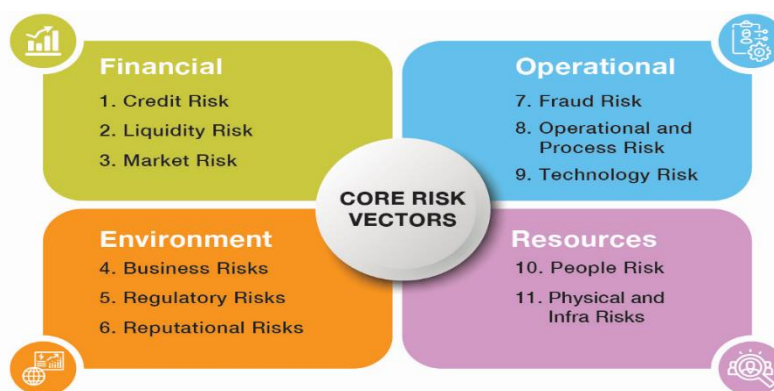 Financial
1. Credit Risk
2. Liquidity Risk
3. Market Risk
Operational
7. Fraud Risk
8. Operational and
Process Risk
9. Technology Risk
CORE RISK
VECTORS
Environment
4. Business Risks
5. Regulatory Risks
6. Reputational Risks
Resources
10. People Risk
11. Physical and
Infra Risks